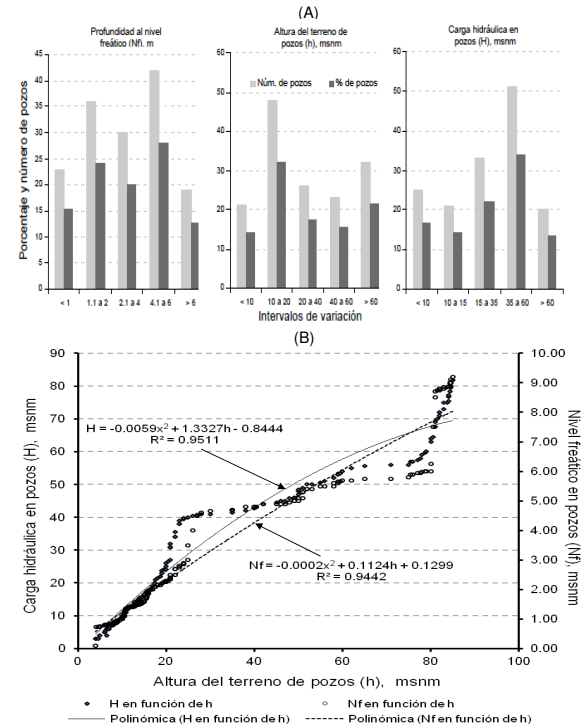 (A)
Profundidad al nivel
freático (Nf), m
Altura del terreno de
pozos (h), msnm
Carga hidráulica en
pozos (H), msnm
Porcentaje y número de pozos
45
40
35
30
25
20
15
10
5
0
< 1
1.1 a 2
2.1 a 4
4.1 a 6
> 6
60
50
40
30
20
10
0
Núm. de pozos
% de pozos
< 10
10 a 20
20 a 40
40 a 60
> 60
60
50
40
30
20
10
0
< 10
10 a 15
15 a 35
35 a 60
> 60
Intervalos de variación
(B)
Carga hidráulica en pozos (H), msnm
90
80
70
60
50
40
30
20
10
0
H = -0.0059x² + 1.3327h - 0.8444
R² = 0.9511
Nf = -0.0002x² + 0.1124h + 0.1299
R² = 0.9442
10.00
9.00
8.00
7.00
6.00
5.00
4.00
3.00
2.00
1.00
0.00
Nivel freático en pozos (Nf), msnm
0
20
40
60
80
100
Altura del terreno de pozos (h), msnm
H en función de h
Nf en función de h
Polinómica (H en función de h)
Polinómica (Nf en función de h)